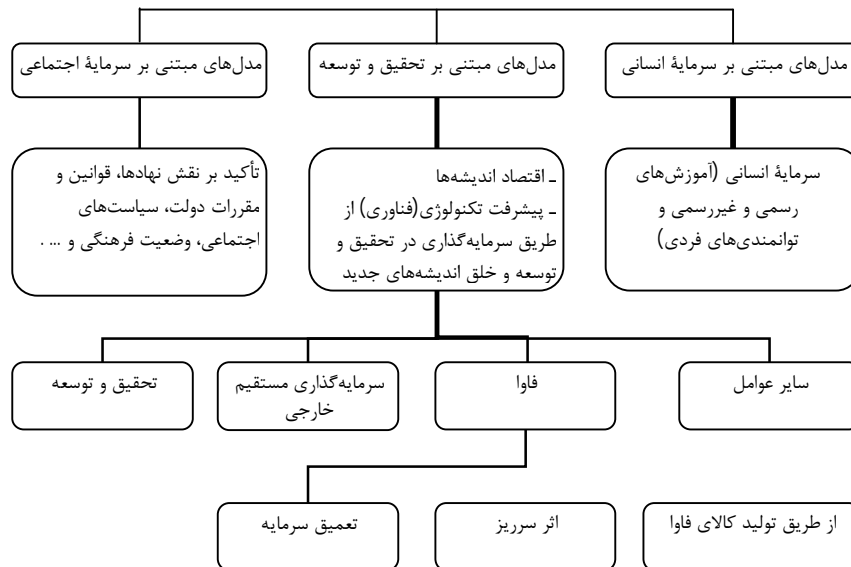 مدل‌های مبتنی بر سرمایۀ انسانی
مدل‌های مبتنی بر تحقیق و توسعه
مدل‌های مبتنی بر سرمایۀ اجتماعی
سرمایۀ انسانی (آموزش‌های
رسمی و غیررسمی و
توانمندی‌های فردی)
ـ اقتصاد اندیشه‌ها
ـ پیشرفت تکنولوژی(فناوری) از
طریق سرمایه‌گذاری در تحقیق و
توسعه و خلق اندیشه‌های جدید
تأکید بر نقش نهادها، قوانین و
مقررات دولت، سیاست‌های
اجتماعی، وضعیت فرهنگی و ... .
سایر عوامل
فاوا
سرمایه‌گذاری مستقیم
خارجی
تحقیق و توسعه
از طریق تولید کالای فاوا
اثر سرریز
تعمیق سرمایه